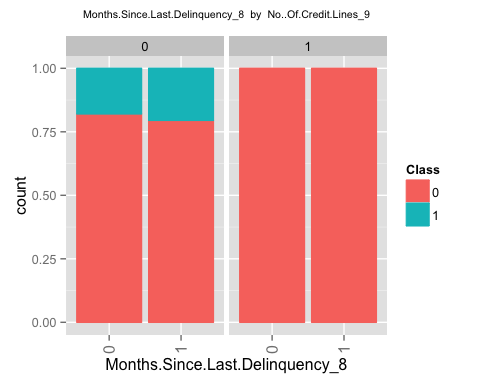 Months.Since.Last.Delinquency_8 by No..Of.Credit.Lines_9
0 1
1.00
0.75
0.50
0.25
0.00
count
0 1 0 1
Months.Since.Last.Delinquency_8
Class
0
1